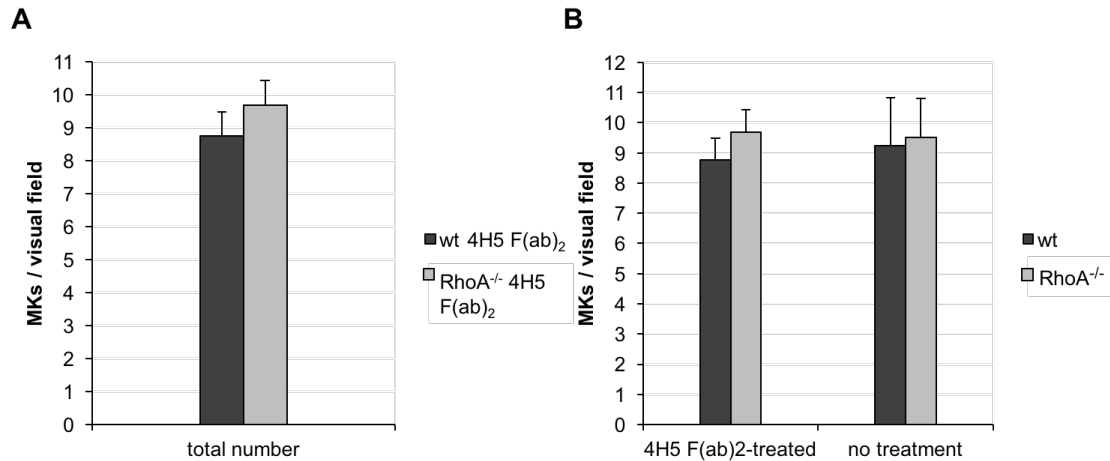 A
MKs / visual field
11
10
9
8
7
6
5
4
3
2
1
0
total number
wt 4H5 F(ab)₂
RhoA⁻/⁻ 4H5
F(ab)₂
B
MKs / visual field
12
11
10
9
8
7
6
5
4
3
2
1
0
4H5 F(ab)2-treated
no treatment
wt
RhoA⁻/⁻